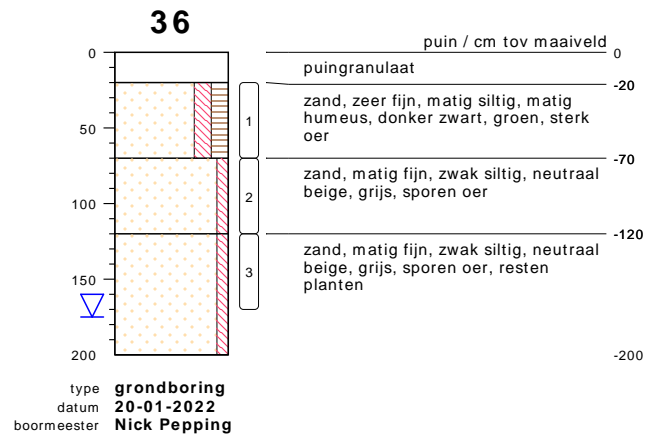 36
puin / cm tov maaiveld
0
0
puingranulaat
-20
zand, zeer fijn, matig siltig, matig
humeus, donker zwart, groen, sterk
oer
1
50
-70
zand, matig fijn, zwak siltig, neutraal
beige, grijs, sporen oer
2
100
-120
zand, matig fijn, zwak siltig, neutraal
beige, grijs, sporen oer, resten
planten
3
150
200
-200
type grondboring
datum 20-01-2022
boormeester Nick Pepping